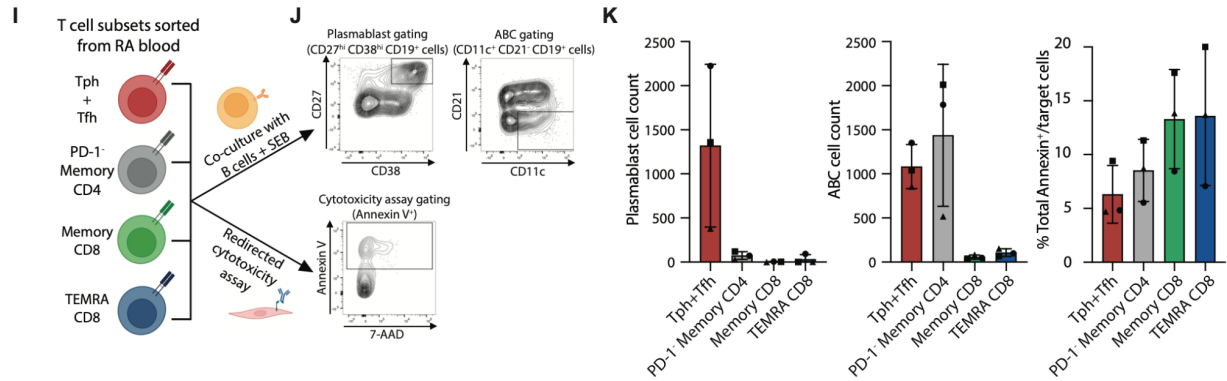 I
T cell subsets sorted
from RA blood
Tph
+
Tfh
PD-1⁻
Memory
CD4
Memory
CD8
TEMRA
CD8
Co-culture with
B cells + SEB
Redirected
cytotoxicity
assay
J
Plasmablast gating
(CD27ʰⁱ CD38ʰⁱ CD19⁺ cells)
CD27
CD38
ABC gating
(CD11c⁺ CD21⁻ CD19⁺ cells)
CD21
CD11c
Cytotoxicity assay gating
(Annexin V⁺)
Annexin V
7-AAD
K
Plasmablast cell count
2500
2000
1500
1000
500
0
Tph+Tfh
PD-1⁻ Memory CD4
Memory CD8
TEMRA CD8
ABC cell count
2500
2000
1500
1000
500
0
Tph+Tfh
PD-1⁻ Memory CD4
Memory CD8
TEMRA CD8
% Total Annexin⁺/target cells
20
15
10
5
0
Tph+Tfh
PD-1⁻ Memory CD4
Memory CD8
TEMRA CD8